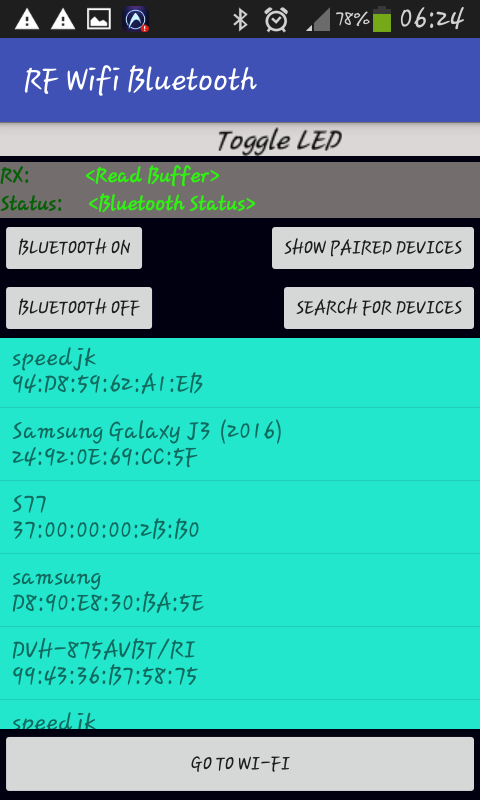 78% 06:24
RF Wifi Bluetooth
Toggle LED
RX: <Read Buffer>
Status: <Bluetooth Status>
BLUETOOTH ON SHOW PAIRED DEVICES
BLUETOOTH OFF SEARCH FOR DEVICES
speedjk
94:D8:59:62:A1:EB
Samsung Galaxy J3 (2016)
24:92:0E:69:CC:5F
S77
37:00:00:00:2B:B0
samsung
D8:90:E8:30:BA:5E
DVH-875AVBT/RI
99:43:36:B7:58:75
speedjk
GO TO WI-FI